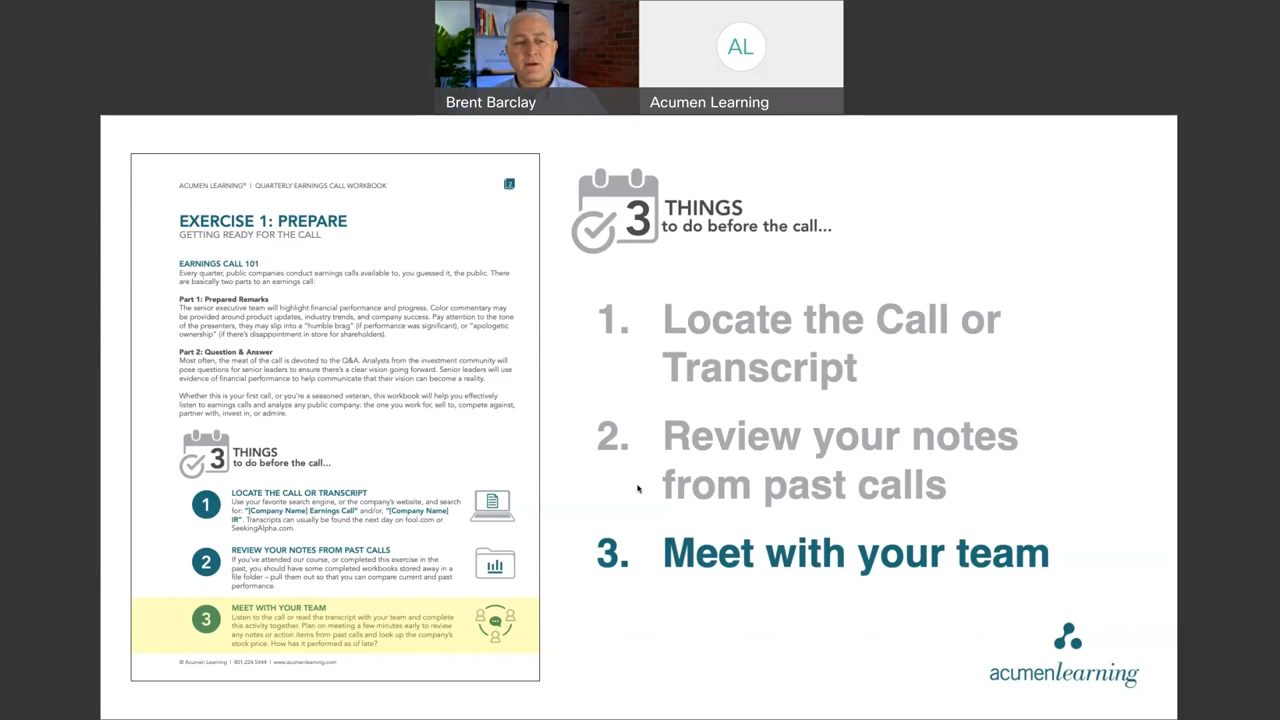 AL
Brent Barclay
Acumen Learning
ACUMEN LEARNING® | QUARTERLY EARNINGS CALL WORKBOOK
2
EXERCISE 1: PREPARE
GETTING READY FOR THE CALL
EARNINGS CALL 101
Every quarter, public companies conduct earnings calls available to, you guessed it, the public. There
are basically two parts to an earnings call:
Part 1: Prepared Remarks
The senior executive team will highlight financial performance and progress. Color commentary may
be provided around product updates, industry trends, and company success. Pay attention to the tone
of the presenters, they may slip into a "humble brag" (if performance was significant), or "apologetic
ownership" (if there's disappointment in store for shareholders).
Part 2: Question & Answer
Most often, the meat of the call is devoted to the Q&A. Analysts from the investment community will
pose questions for senior leaders to ensure there's a clear vision going forward. Senior leaders will use
evidence of financial performance to help communicate that their vision can become a reality.
Whether this is your first call, or you're a seasoned veteran, this workbook will help you effectively
listen to earnings calls and analyze any public company: the one you work for, sell to, compete against,
partner with, invest in, or admire.
3 THINGS
to do before the call...
1 LOCATE THE CALL OR TRANSCRIPT
Use your favorite search engine, or the company's website, and search
for: "[Company Name] Earnings Call" and/or, "[Company Name]
IR". Transcripts can usually be found the next day on fool.com or
SeekingAlpha.com.
2 REVIEW YOUR NOTES FROM PAST CALLS
If you've attended our course, or completed this exercise in the
past, you should have some completed workbooks stored away in a
file folder – pull them out so that you can compare current and past
performance.
3 MEET WITH YOUR TEAM
Listen to the call or read the transcript with your team and complete
this activity together. Plan on meeting a few minutes early to review
any notes or action items from past calls and look up the company's
stock price. How has it performed as of late?
© Acumen Learning | 801.224.5444 | www.acumenlearning.com
3 THINGS
to do before the call...
1. Locate the Call or
Transcript
2. Review your notes
from past calls
3. Meet with your team
acumenlearning